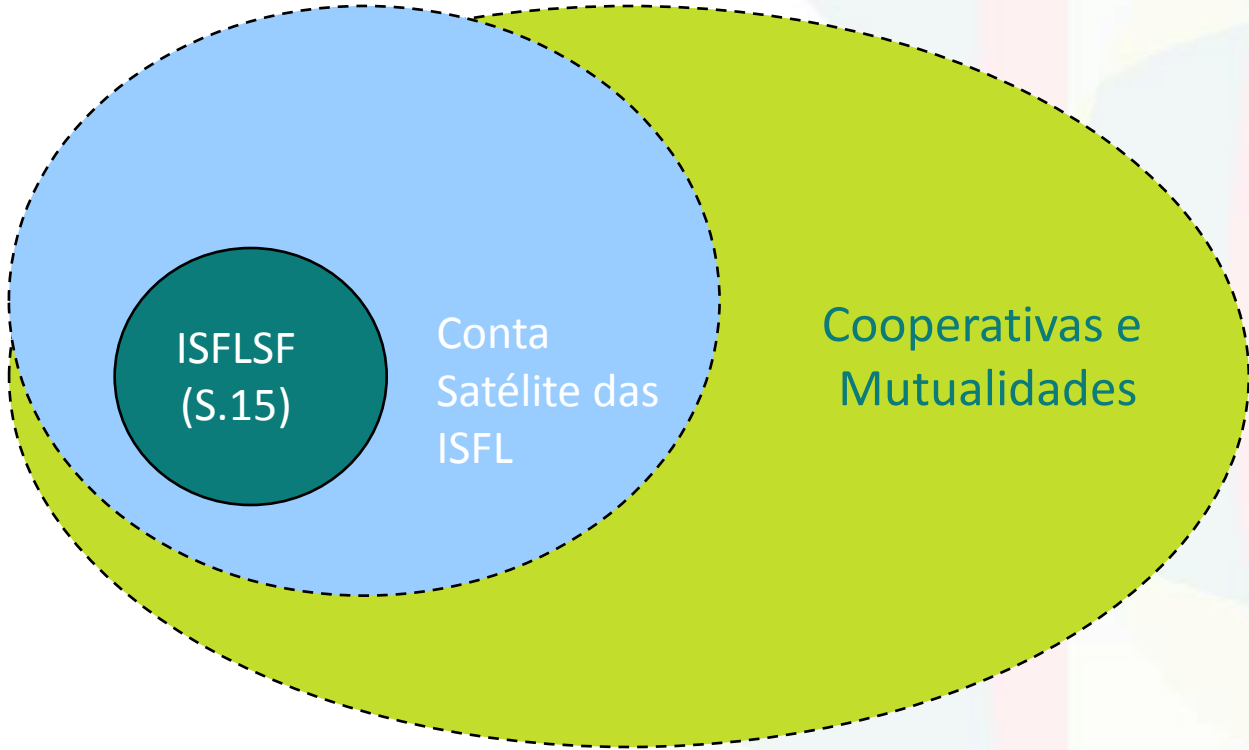 ISFLSF
(S.15)
Conta
Satélite das
ISFL
Cooperativas e
Mutualidades